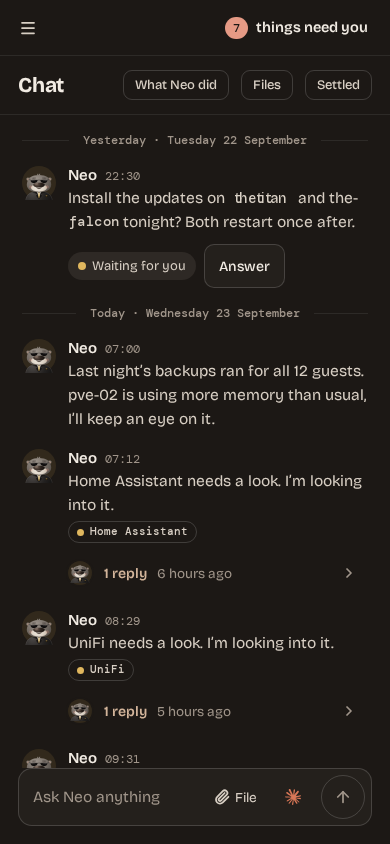 7 things need you
Chat
What Neo did
Files
Settled
Yesterday · Tuesday 22 September
Neo 22:30
Install the updates on thetitan and the-
falcon tonight? Both restart once after.
Waiting for you
Answer
Today · Wednesday 23 September
Neo 07:00
Last night's backups ran for all 12 guests.
pve-02 is using more memory than usual,
I'll keep an eye on it.
Neo 07:12
Home Assistant needs a look. I'm looking
into it.
Home Assistant
1 reply 6 hours ago
Neo 08:29
UniFi needs a look. I'm looking into it.
UniFi
1 reply 5 hours ago
Neo 09:31
Ask Neo anything
File